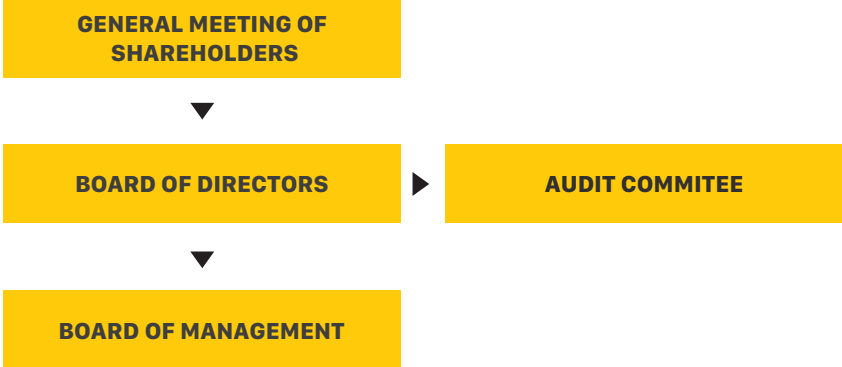 GENERAL MEETING OF
SHAREHOLDERS
BOARD OF DIRECTORS
AUDIT COMMITEE
BOARD OF MANAGEMENT